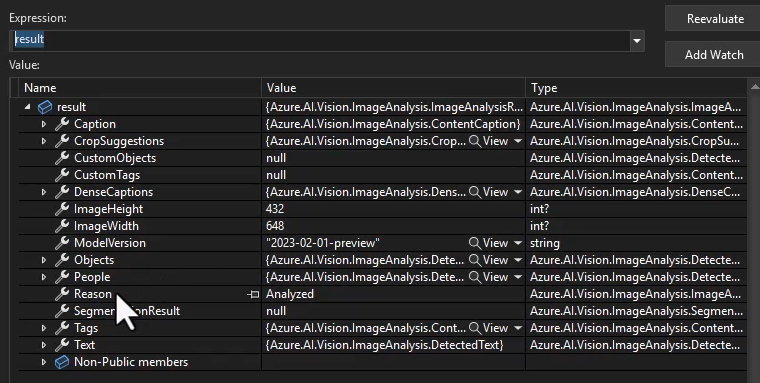 Expression:
Reevaluate
result
Add Watch
Value:
Name Value Type
result {Azure.AI.Vision.ImageAnalysis.ImageAnalysisR... Azure.AI.Vision.ImageAnalysis.ImageA...
Caption {Azure.AI.Vision.ImageAnalysis.ContentCaption} Azure.AI.Vision.ImageAnalysis.Content...
CropSuggestions {Azure.AI.Vision.ImageAnalysis.Crop... View Azure.AI.Vision.ImageAnalysis.CropSu...
CustomObjects null Azure.AI.Vision.ImageAnalysis.Detecte...
CustomTags null Azure.AI.Vision.ImageAnalysis.Content...
DenseCaptions {Azure.AI.Vision.ImageAnalysis.Dens... View Azure.AI.Vision.ImageAnalysis.DenseC...
ImageHeight 432 int?
ImageWidth 648 int?
ModelVersion "2023-02-01-preview" View string
Objects {Azure.AI.Vision.ImageAnalysis.Dete... View Azure.AI.Vision.ImageAnalysis.Detecte...
People {Azure.AI.Vision.ImageAnalysis.Dete... View Azure.AI.Vision.ImageAnalysis.Detecte...
Reason Analyzed Azure.AI.Vision.ImageAnalysis.ImageA...
null Azure.AI.Vision.ImageAnalysis.Segmen...
Tags {Azure.AI.Vision.ImageAnalysis.Cont... View Azure.AI.Vision.ImageAnalysis.Content...
Text {Azure.AI.Vision.ImageAnalysis.DetectedText} Azure.AI.Vision.ImageAnalysis.Detecte...
Non-Public members